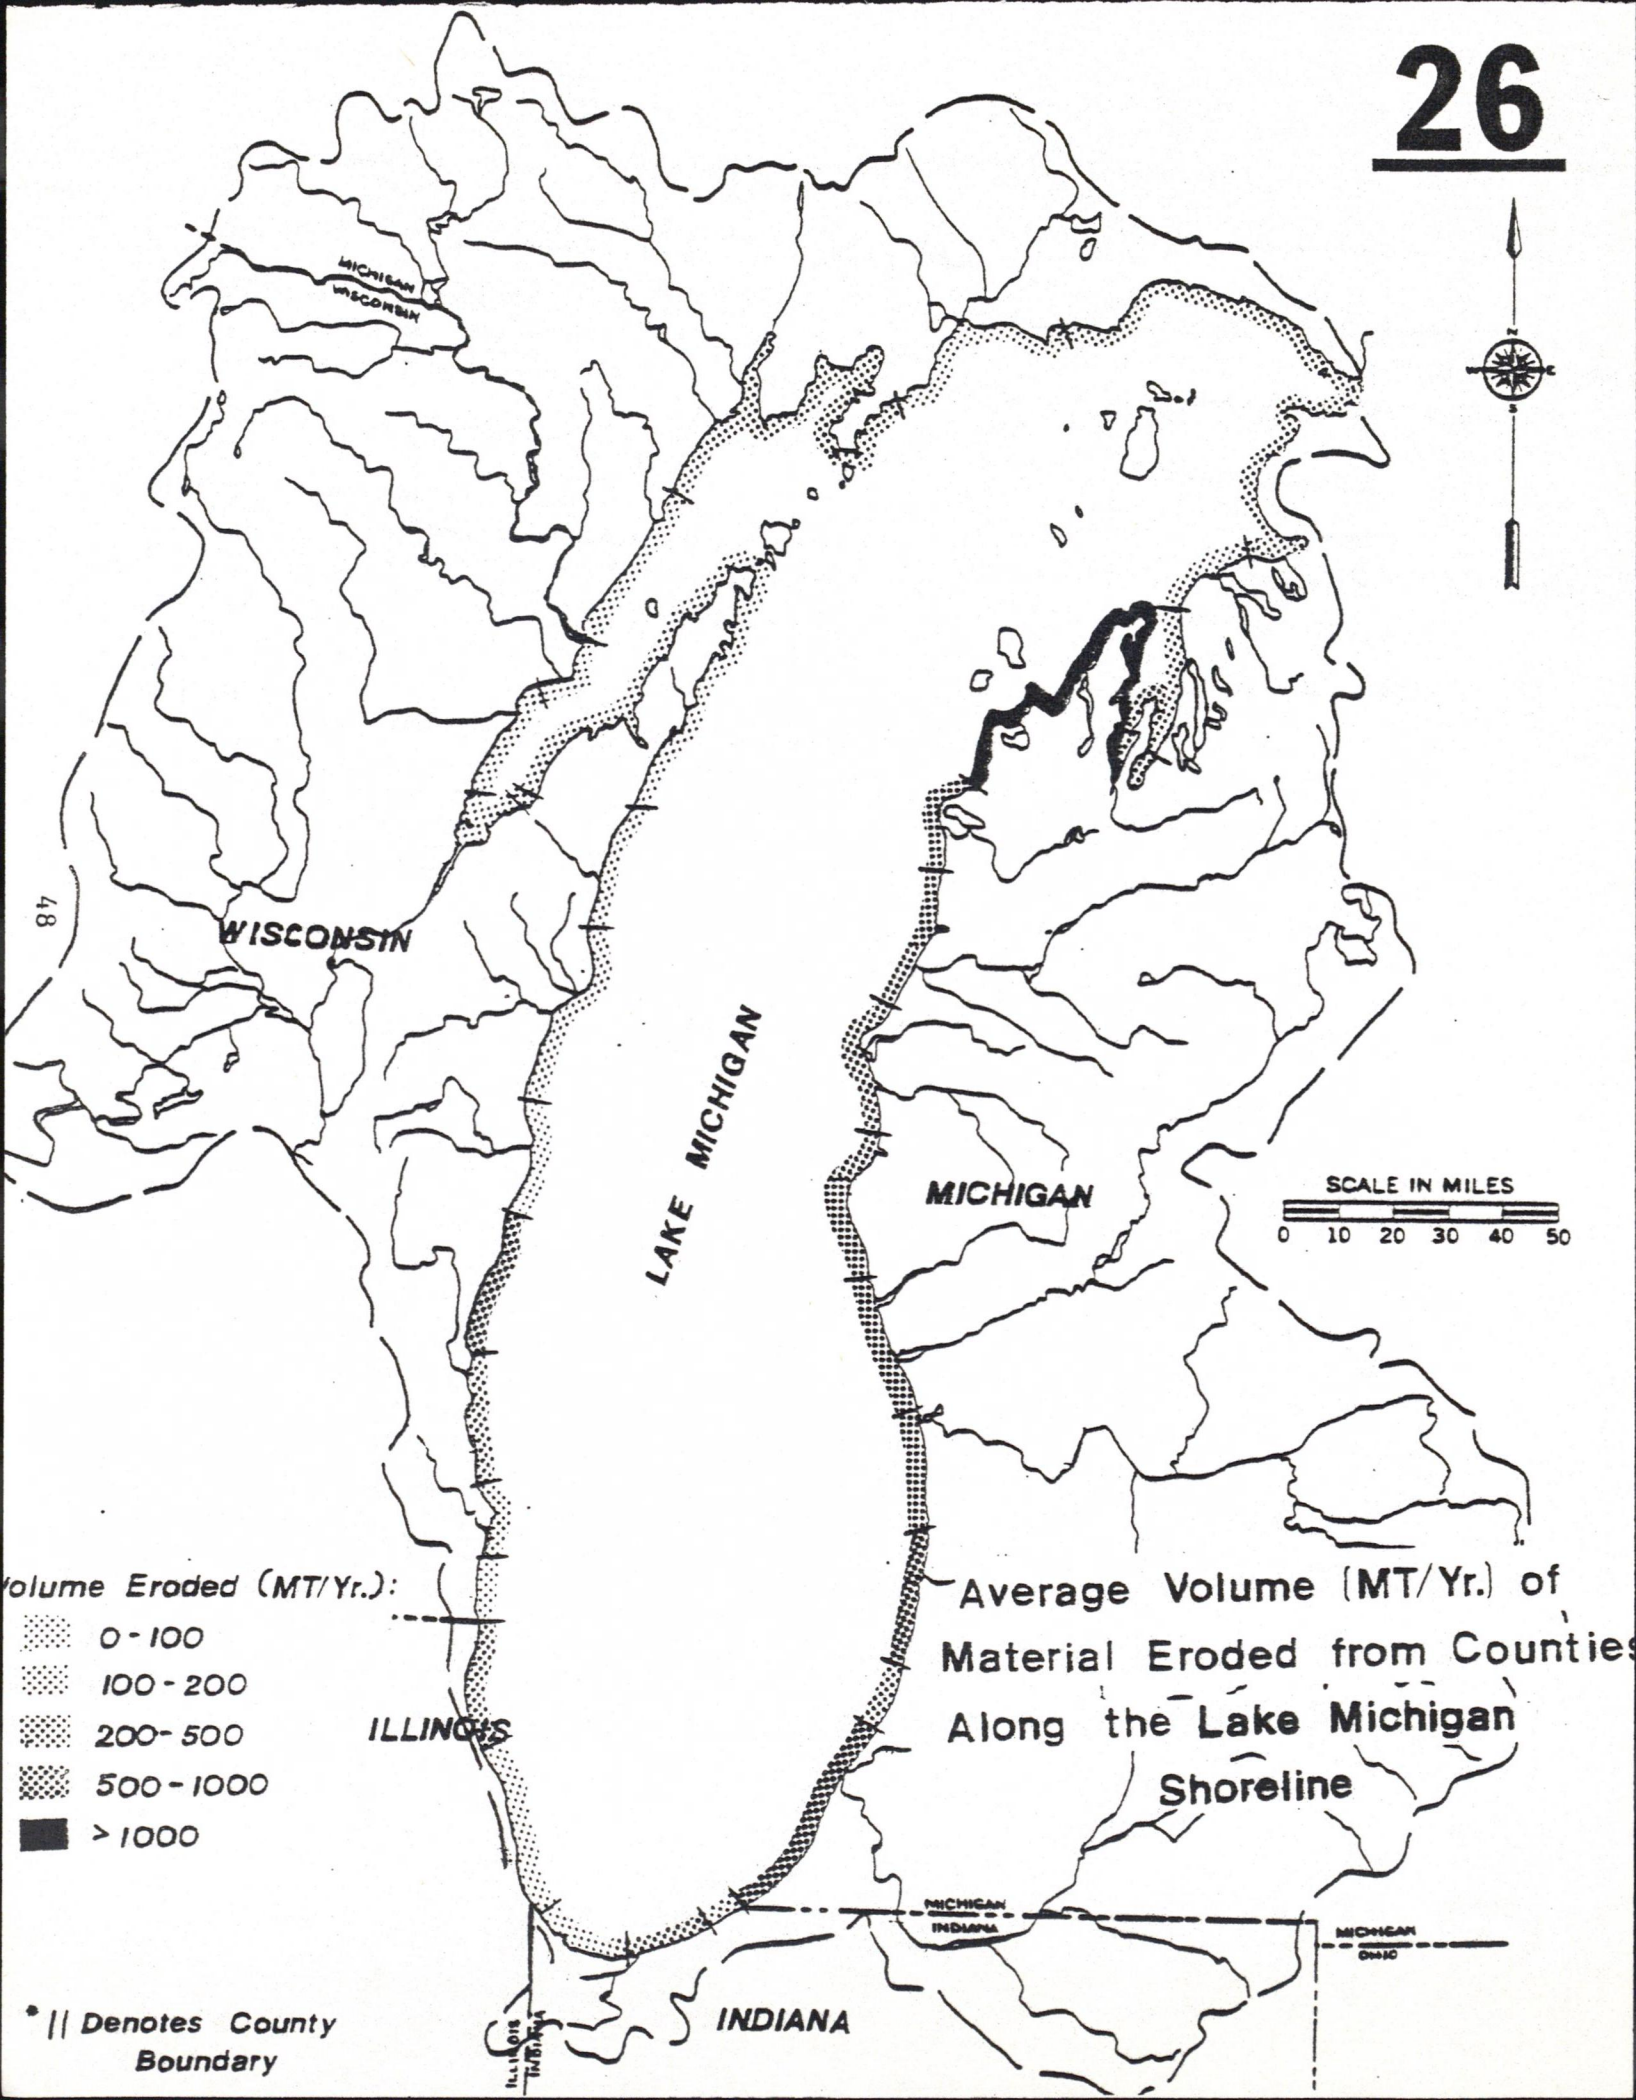 26
MICHIGAN
WISCONSIN
N
W E
S
48
WISCONSIN
LAKE MICHIGAN
MICHIGAN
SCALE IN MILES
0 10 20 30 40 50
Volume Eroded (MT/Yr.):
0-100
100-200
200-500
500-1000
>1000
ILLINOIS
Average Volume (MT/Yr.) of
Material Eroded from Counties
Along the Lake Michigan
Shoreline
MICHIGAN
INDIANA
MICHIGAN
OHIO
INDIANA
ILLINOIS
INDIANA
* || Denotes County
Boundary